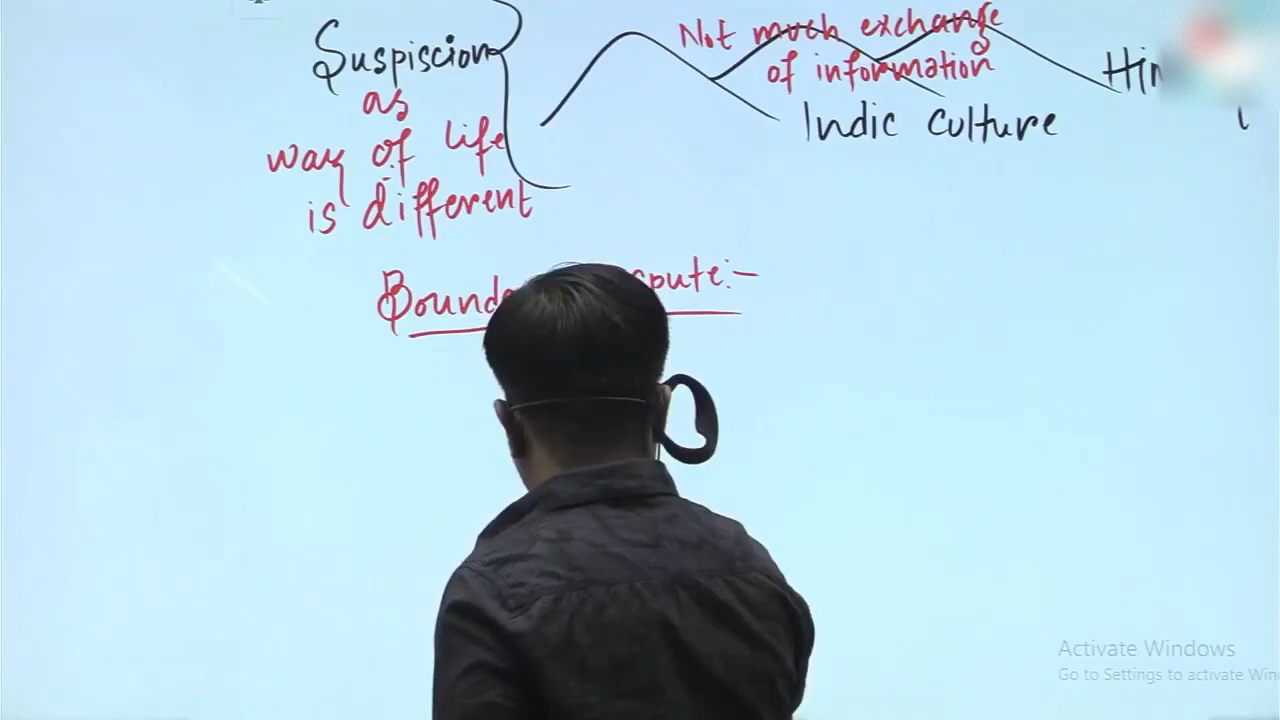 Suspiscion
as
way of life
is different
Not much exchange
of information
Indic culture
Activate Windows
Go to Settings to activate